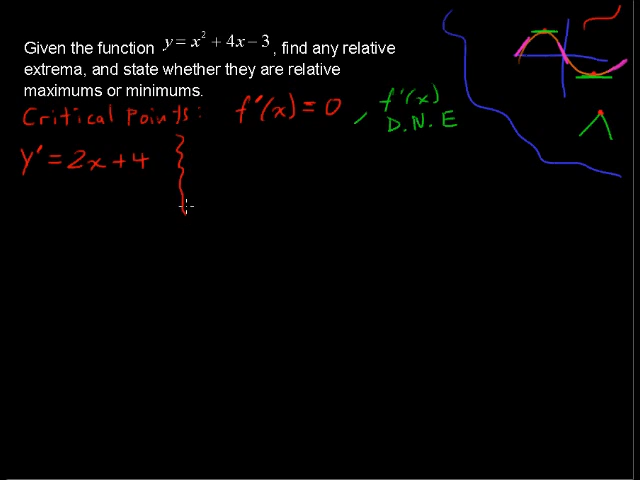 Given the function y = x² + 4x − 3 , find any relative
extrema, and state whether they are relative
maximums or minimums.
Critical Points: f'(x) = 0 , f'(x) D.N.E
y' = 2x + 4